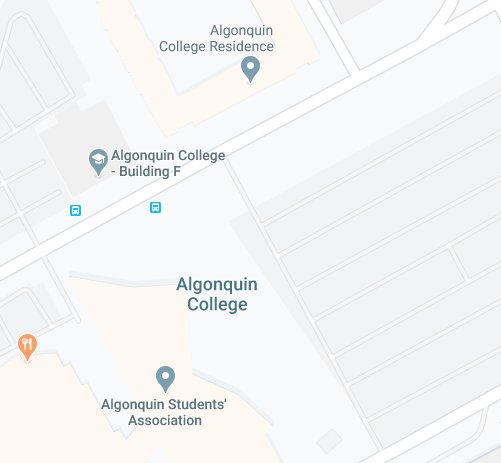 Algonquin
College Residence
Algonquin College
- Building F
Algonquin
College
Algonquin Students'
Association